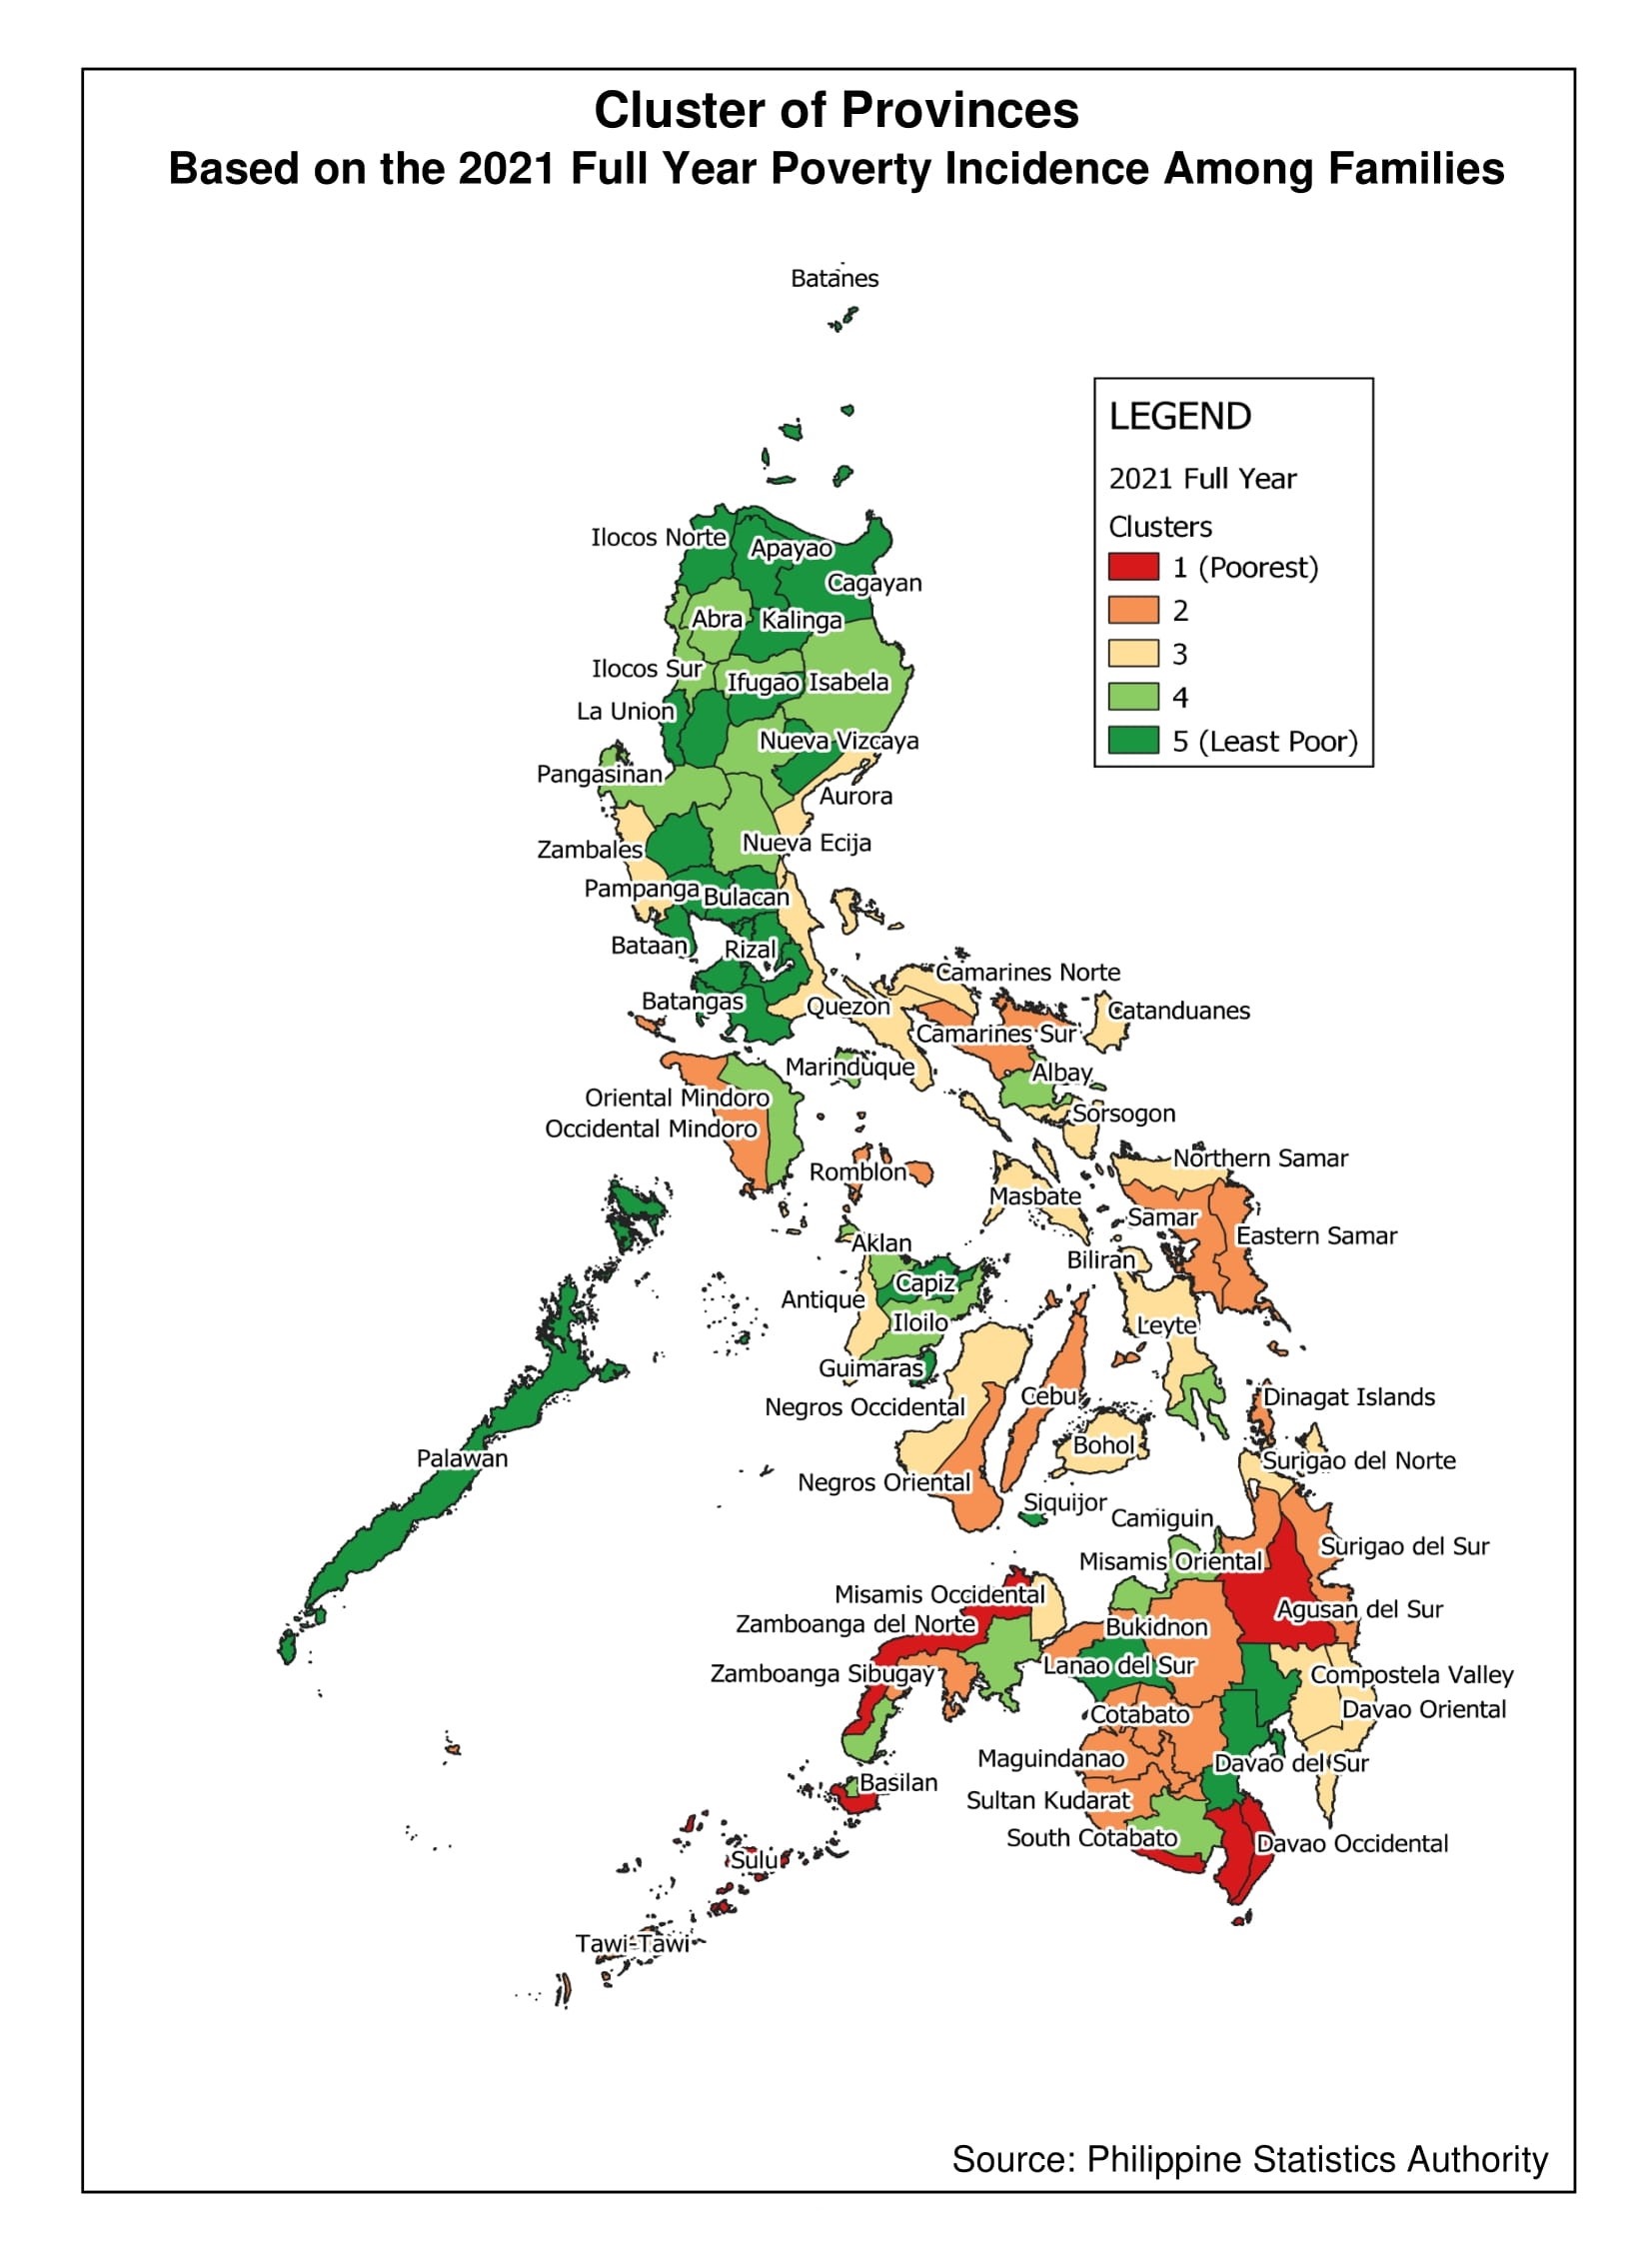 Cluster of Provinces
Based on the 2021 Full Year Poverty Incidence Among Families
Batanes
LEGEND
2021 Full Year
Clusters
1 (Poorest)
2
3
4
5 (Least Poor)
Ilocos Norte
Apayao
Cagayan
Abra
Kalinga
Ilocos Sur
Ifugao
Isabela
La Union
Nueva Vizcaya
Pangasinan
Aurora
Nueva Ecija
Zambales
Pampanga
Bulacan
Bataan
Rizal
Camarines Norte
Batangas
Quezon
Catanduanes
Camarines Sur
Marinduque
Albay
Oriental Mindoro
Sorsogon
Occidental Mindoro
Northern Samar
Romblon
Masbate
Samar
Eastern Samar
Aklan
Biliran
Capiz
Antique
Iloilo
Leyte
Guimaras
Cebu
Dinagat Islands
Negros Occidental
Bohol
Palawan
Surigao del Norte
Negros Oriental
Siquijor
Camiguin
Surigao del Sur
Misamis Oriental
Misamis Occidental
Agusan del Sur
Zamboanga del Norte
Bukidnon
Lanao del Sur
Zamboanga Sibugay
Compostela Valley
Davao Oriental
Cotabato
Maguindanao
Davao del Sur
Basilan
Sultan Kudarat
South Cotabato
Davao Occidental
Sulu
Tawi-Tawi
Source: Philippine Statistics Authority